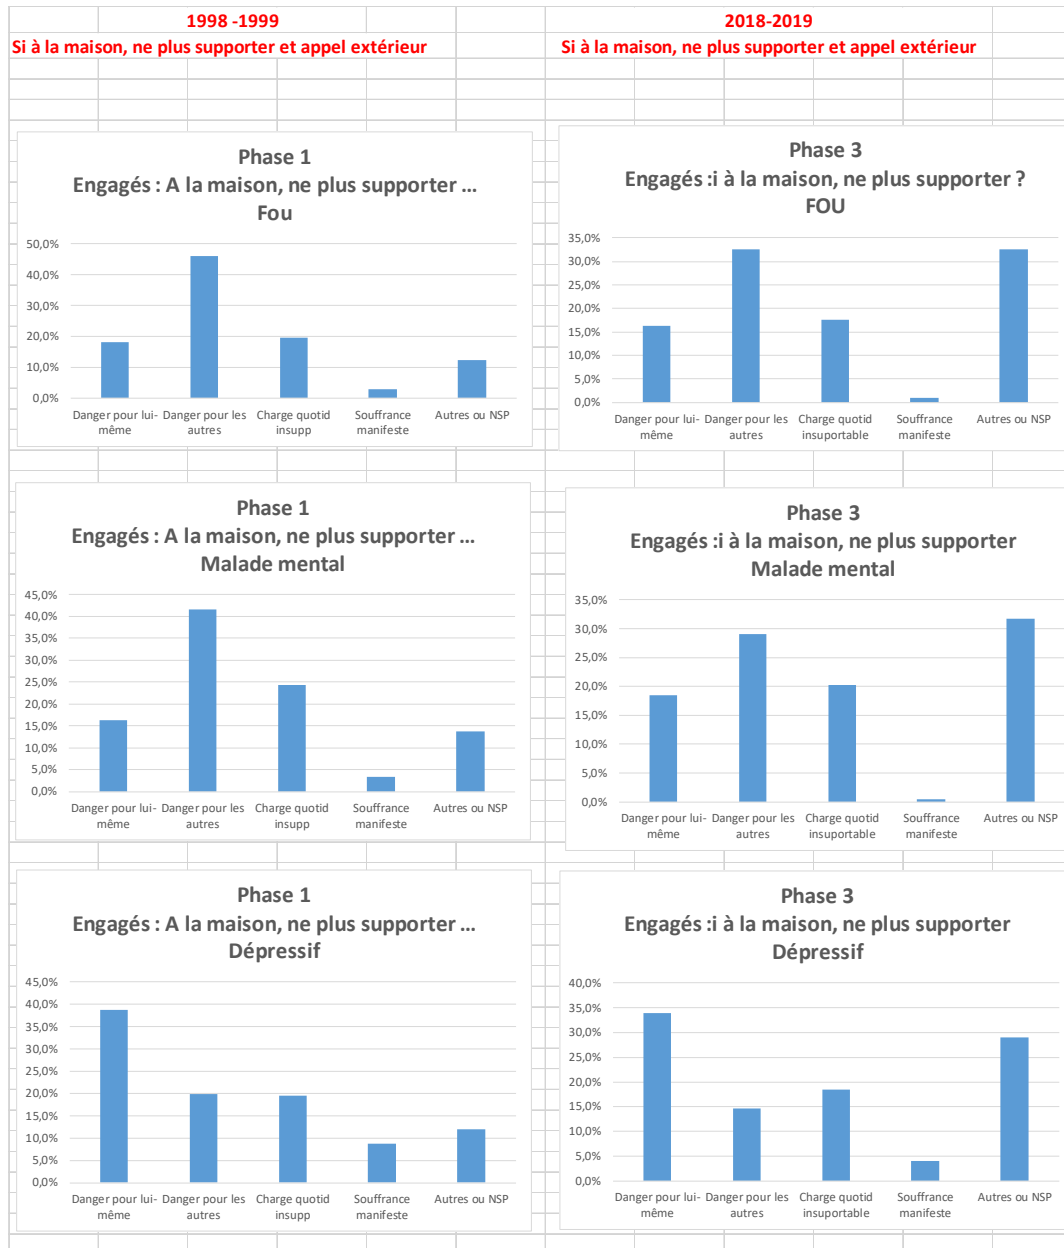 1998 -1999
Si à la maison, ne plus supporter et appel extérieur
2018-2019
Si à la maison, ne plus supporter et appel extérieur
Phase 1
Engagés : A la maison, ne plus supporter ...
Fou
50,0%
40,0%
30,0%
20,0%
10,0%
0,0%
Danger pour lui-
même
Danger pour les
autres
Charge quotid
insupp
Souffrance
manifeste
Autres ou NSP
Phase 3
Engagés :i à la maison, ne plus supporter ?
FOU
35,0%
30,0%
25,0%
20,0%
15,0%
10,0%
5,0%
0,0%
Danger pour lui-
même
Danger pour les
autres
Charge quotid
insuportable
Souffrance
manifeste
Autres ou NSP
Phase 1
Engagés : A la maison, ne plus supporter ...
Malade mental
45,0%
40,0%
35,0%
30,0%
25,0%
20,0%
15,0%
10,0%
5,0%
0,0%
Danger pour lui-
même
Danger pour les
autres
Charge quotid
insupp
Souffrance
manifeste
Autres ou NSP
Phase 3
Engagés :i à la maison, ne plus supporter
Malade mental
35,0%
30,0%
25,0%
20,0%
15,0%
10,0%
5,0%
0,0%
Danger pour lui-
même
Danger pour les
autres
Charge quotid
insuportable
Souffrance
manifeste
Autres ou NSP
Phase 1
Engagés : A la maison, ne plus supporter ...
Dépressif
45,0%
40,0%
35,0%
30,0%
25,0%
20,0%
15,0%
10,0%
5,0%
0,0%
Danger pour lui-
même
Danger pour les
autres
Charge quotid
insupp
Souffrance
manifeste
Autres ou NSP
Phase 3
Engagés :i à la maison, ne plus supporter
Dépressif
40,0%
35,0%
30,0%
25,0%
20,0%
15,0%
10,0%
5,0%
0,0%
Danger pour lui-
même
Danger pour les
autres
Charge quotid
insuportable
Souffrance
manifeste
Autres ou NSP